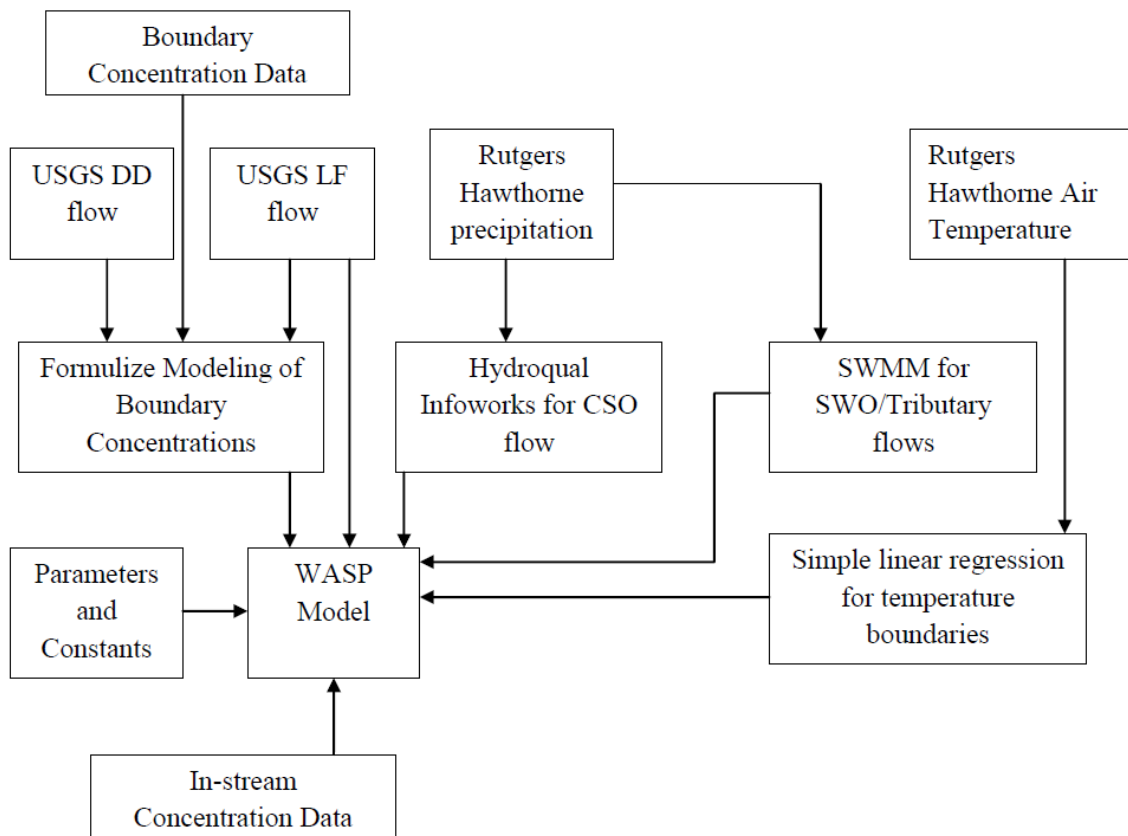 Boundary
Concentration Data
USGS DD
flow
USGS LF
flow
Rutgers
Hawthorne
precipitation
Rutgers
Hawthorne Air
Temperature
Formulize Modeling of
Boundary
Concentrations
Hydroqual
Infoworks for CSO
flow
SWMM for
SWO/Tributary
flows
Parameters
and
Constants
WASP
Model
Simple linear regression
for temperature
boundaries
In-stream
Concentration Data